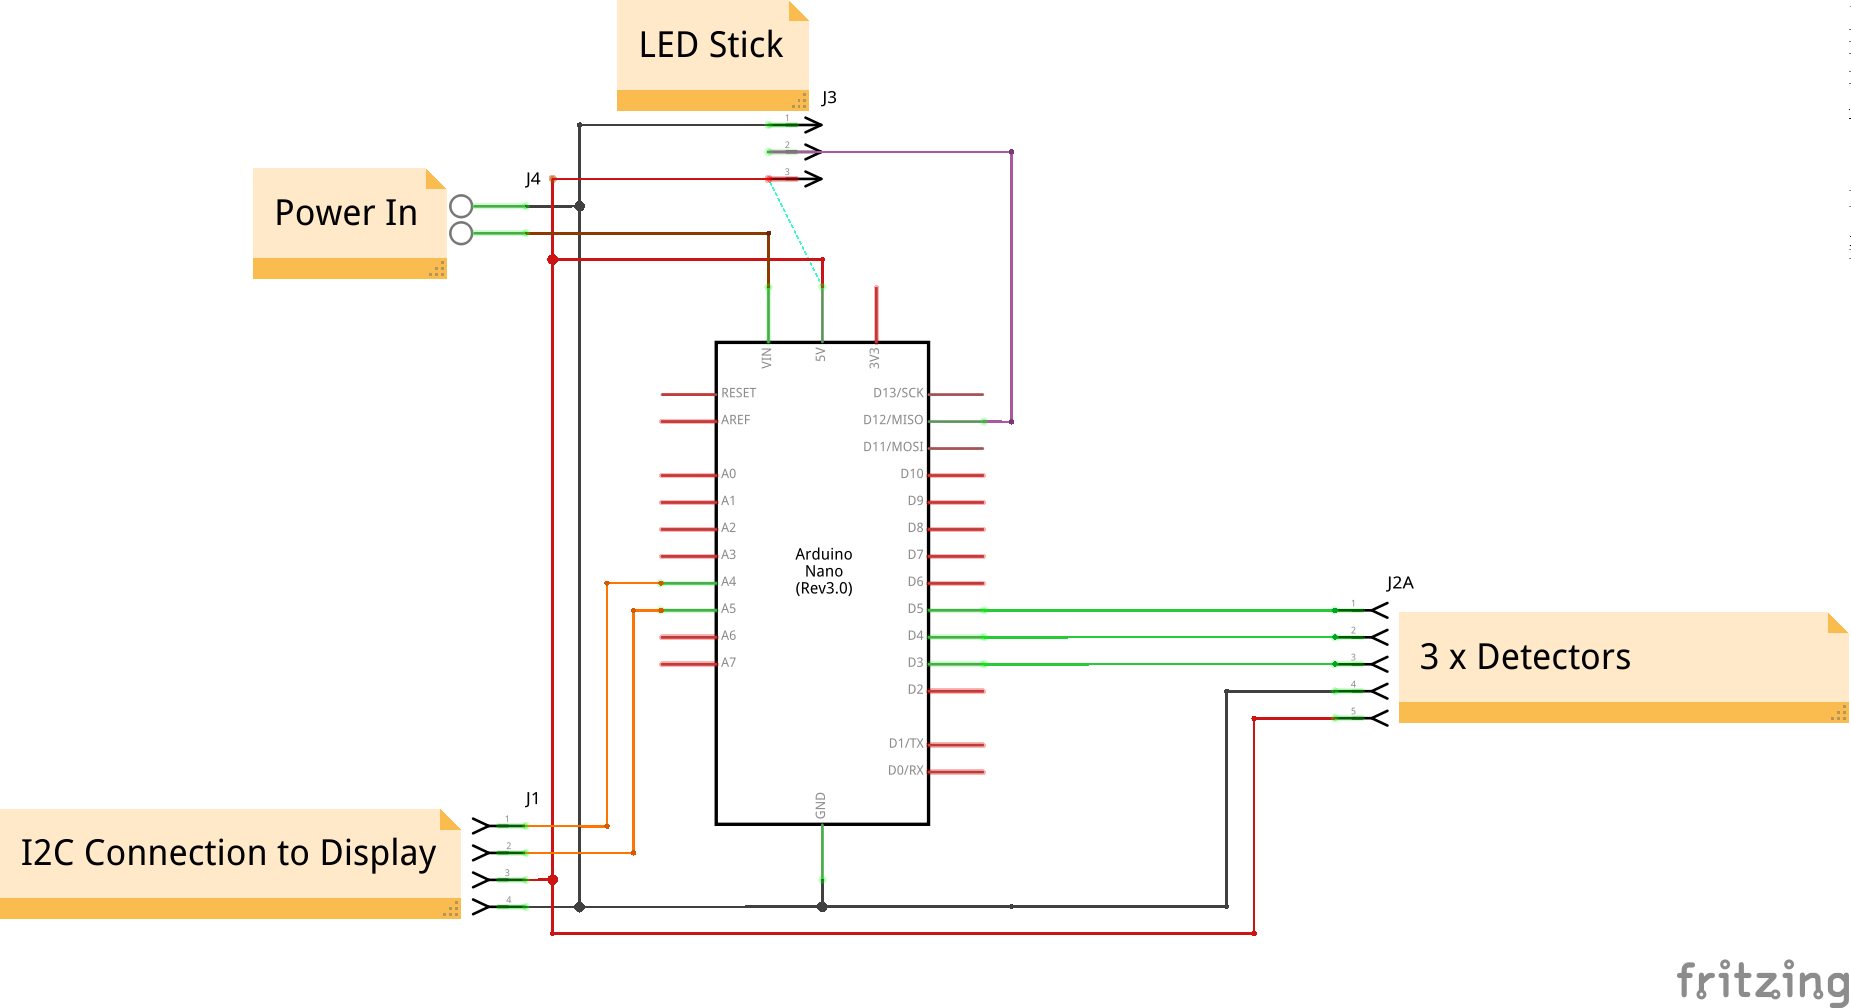 LED Stick
J3
1
2
3
Power In
J4
VIN
5V
3V3
RESET
AREF
A0
A1
A2
A3
A4
A5
A6
A7
D13/SCK
D12/MISO
D11/MOSI
D10
D9
D8
D7
D6
D5
D4
D3
D2
D1/TX
D0/RX
Arduino
Nano
(Rev3.0)
GND
J2A
1
2
3
4
5
3 x Detectors
J1
1
2
3
4
I2C Connection to Display
fritzing